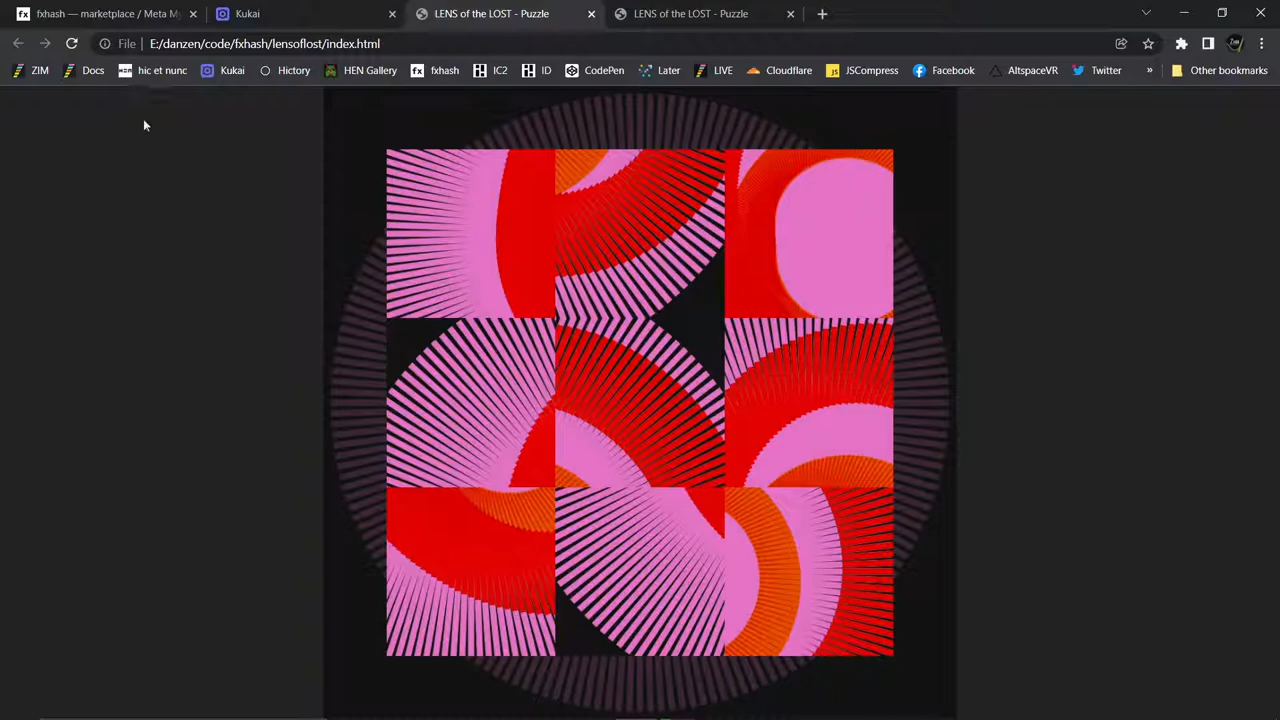 fxhash — marketplace / Meta M
Kukai
LENS of the LOST - Puzzle
LENS of the LOST - Puzzle
File
E:/danzen/code/fxhash/lensoflost/index.html
ZIM
Docs
hic et nunc
Kukai
Hictory
HEN Gallery
fxhash
IC2
ID
CodePen
Later
LIVE
Cloudflare
JSCompress
Facebook
AltspaceVR
Twitter
»
Other bookmarks